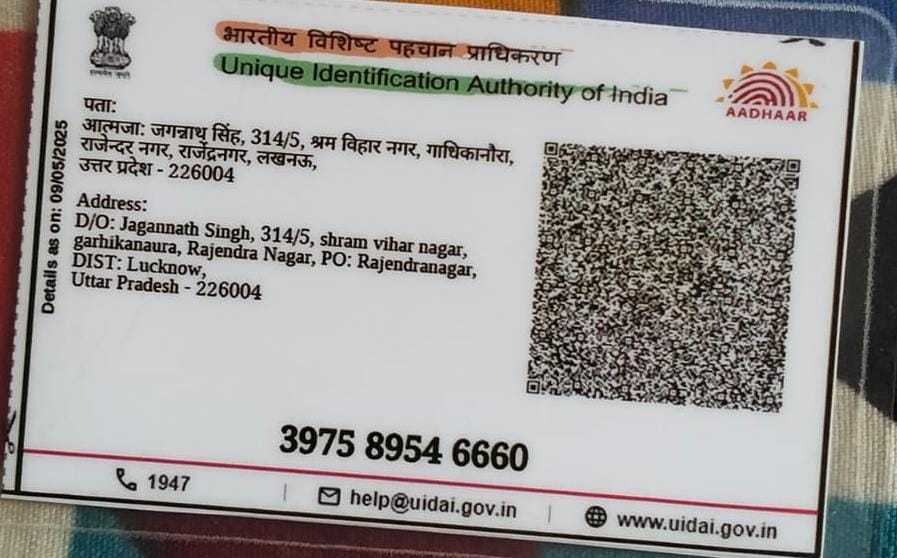 भारतीय विशिष्ट पहचान प्राधिकरण
Unique Identification Authority of India
AADHAAR
पता:
आत्मजा: जगन्नाथ सिंह, 314/5, श्रम विहार नगर, गाधिकानौरा,
राजेन्दर नगर, राजेंद्रनगर, लखनऊ,
उत्तर प्रदेश - 226004
Address:
D/O: Jagannath Singh, 314/5, shram vihar nagar,
garhikanaura, Rajendra Nagar, PO: Rajendranagar,
DIST: Lucknow,
Uttar Pradesh - 226004
Details as on: 09/05/2025
3975 8954 6660
1947
help@uidai.gov.in
www.uidai.gov.in